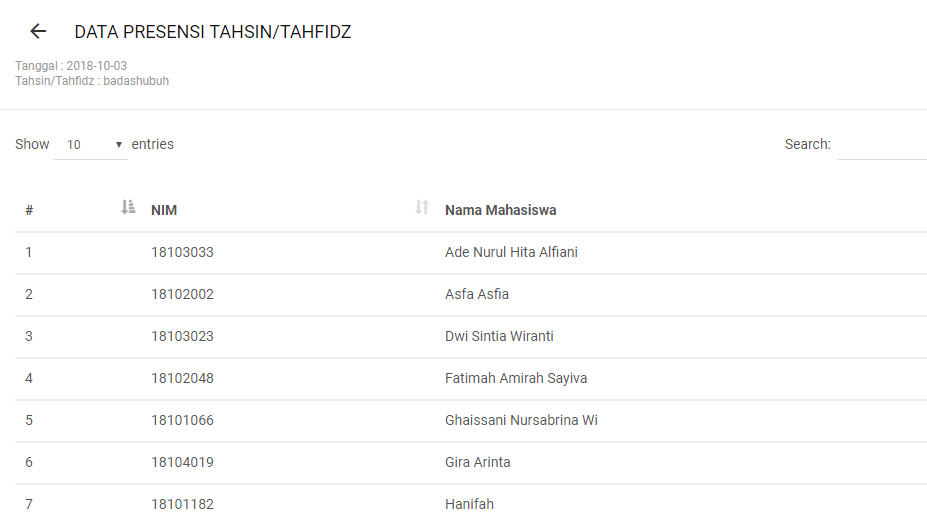 DATA PRESENSI TAHSIN/TAHFIDZ
Tanggal : 2018-10-03
Tahsin/Tahfidz : badashubuh
Show 10 entries Search:
# NIM Nama Mahasiswa
1 18103033 Ade Nurul Hita Alfiani
2 18102002 Asfa Asfia
3 18103023 Dwi Sintia Wiranti
4 18102048 Fatimah Amirah Sayiva
5 18101066 Ghaissani Nursabrina Wi
6 18104019 Gira Arinta
7 18101182 Hanifah